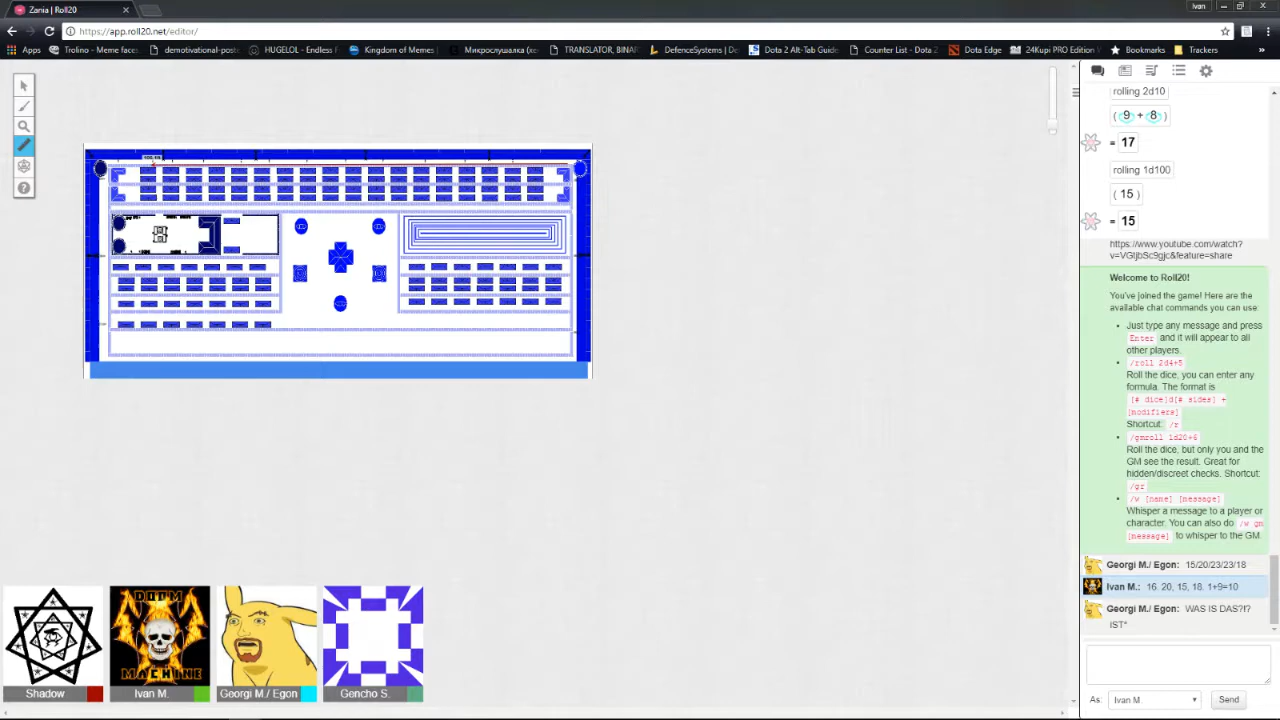 Zania | Roll20
Ivan
https://app.roll20.net/editor/
Apps
Trolino - Meme faces
demotivational-poste
HUGELOL - Endless F
Kingdom of Memes |
Микрослушалка (ко
TRANSLATOR, BINAR
DefenceSystems | De
Dota 2 Alt-Tab Guide
Counter List - Dota 2
Dota Edge
24Kupi PRO Edition V
Bookmarks
Trackers
rolling 2d10
( 9 + 8 )
= 17
rolling 1d100
( 15 )
= 15
https://www.youtube.com/watch?
Welcome to Roll20!
You've joined the game! Here are the
available chat commands you can use:
Just type any message and press
Enter and it will appear to all
other players.
/roll 2d4+5
Roll the dice, you can enter any
formula. The format is
[# dice]d[# sides] +
[modifiers]
Shortcut: /r
/gmroll 1d20+6
Roll the dice, but only you and the
GM see the result. Great for
hidden/discreet checks. Shortcut:
/gr
/w [name] [message]
Whisper a message to a player or
character. You can also do /w gm
[message] to whisper to the GM.
Georgi M./ Egon: 15/20/23/23/18
Ivan M.: 16, 20, 15, 18, 1+9=10
Georgi M./ Egon: WAS IS DAS?!?
IST*
DOOM
MACHINE
Shadow
Ivan M.
Georgi M./ Egon
Gencho S.
As:
Ivan M.
Send